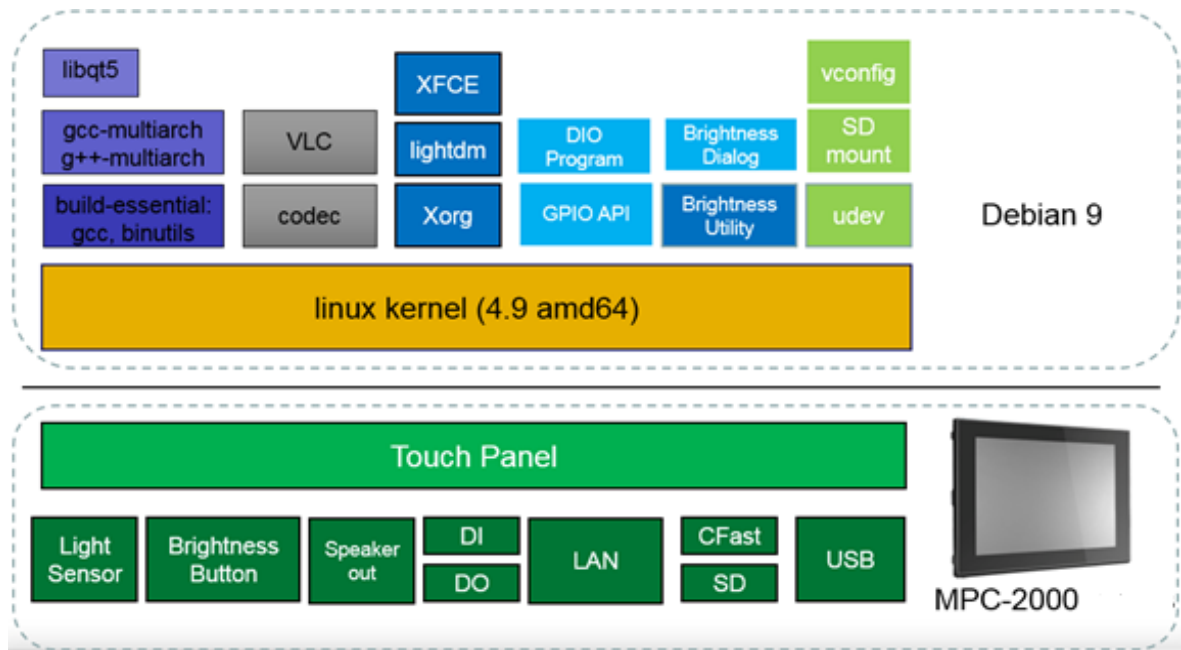 libqt5
XFCE
vconfig
gcc-multiarch
g++-multiarch
VLC
lightdm
DIO
Program
Brightness
Dialog
SD
mount
build-essential:
gcc, binutils
codec
Xorg
GPIO API
Brightness
Utility
udev
Debian 9
linux kernel (4.9 amd64)
Touch Panel
Light
Sensor
Brightness
Button
Speaker
out
DI
DO
LAN
CFast
SD
USB
MPC-2000